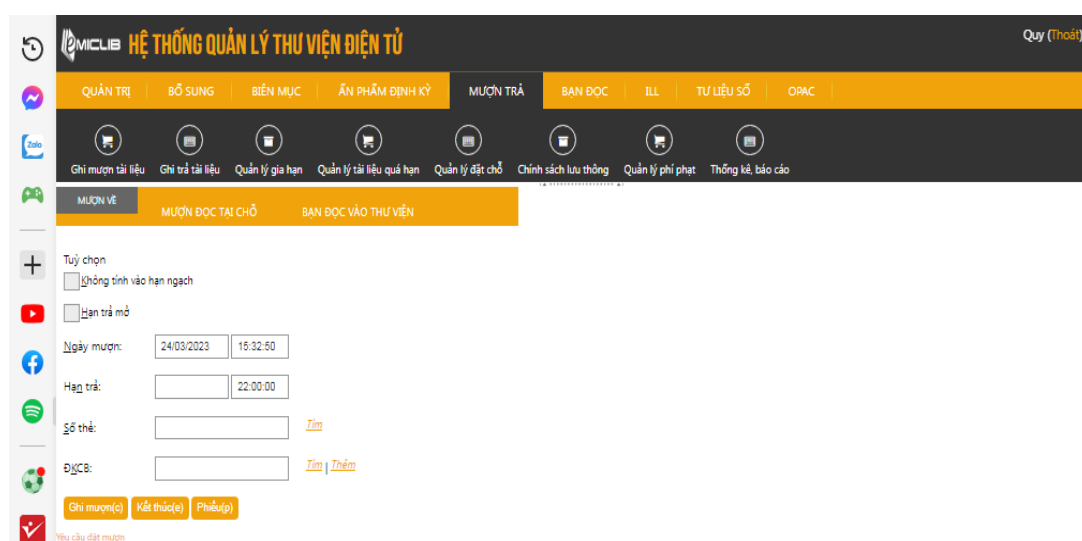 EMICLIB HỆ THỐNG QUẢN LÝ THƯ VIỆN ĐIỆN TỬ
Quy (Thoát)
QUẢN TRỊ BỔ SUNG BIÊN MỤC ẤN PHẨM ĐỊNH KỲ MƯỢN TRẢ BẠN ĐỌC ILL TƯ LIỆU SỐ OPAC
Zalo
Ghi mượn tài liệu Ghi trả tài liệu Quản lý gia hạn Quản lý tài liệu quá hạn Quản lý đặt chỗ Chính sách lưu thông Quản lý phí phạt Thống kê, báo cáo
MƯỢN VỀ MƯỢN ĐỌC TẠI CHỖ BẠN ĐỌC VÀO THƯ VIỆN
Tuỳ chọn
Không tính vào hạn ngạch
Hạn trả mở
Ngày mượn: 24/03/2023 15:32:50
Hạn trả: 22:00:00
Số thẻ: Tìm
ĐKCB: Tìm | Thêm
Ghi mượn(c) Kết thúc(e) Phiếu(p)
Yêu cầu đặt mượn